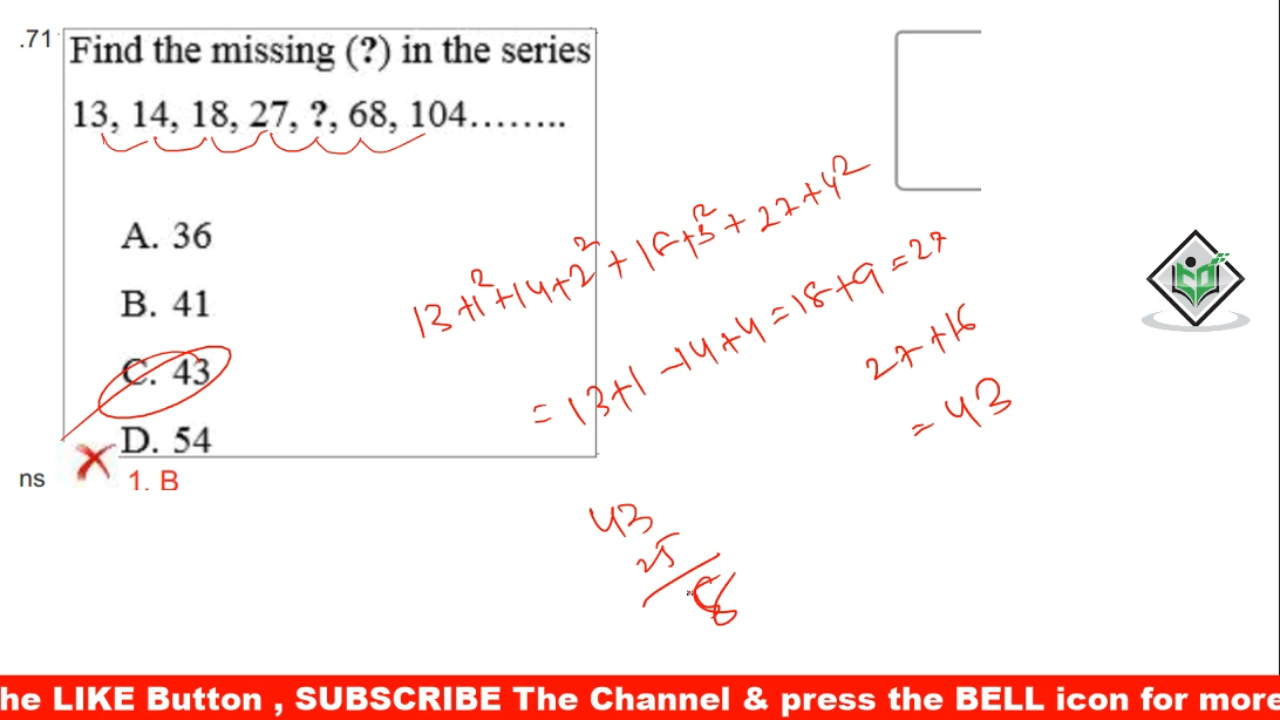 .71
Find the missing (?) in the series
13, 14, 18, 27, ?, 68, 104........
A. 36
B. 41
C. 43
D. 54
ns
1. B
13+1²+14+2²+18+3²+27+4²
=13+1-14+4=18+9=27
27+16
=43
43
25
8
he LIKE Button , SUBSCRIBE The Channel & press the BELL icon for more